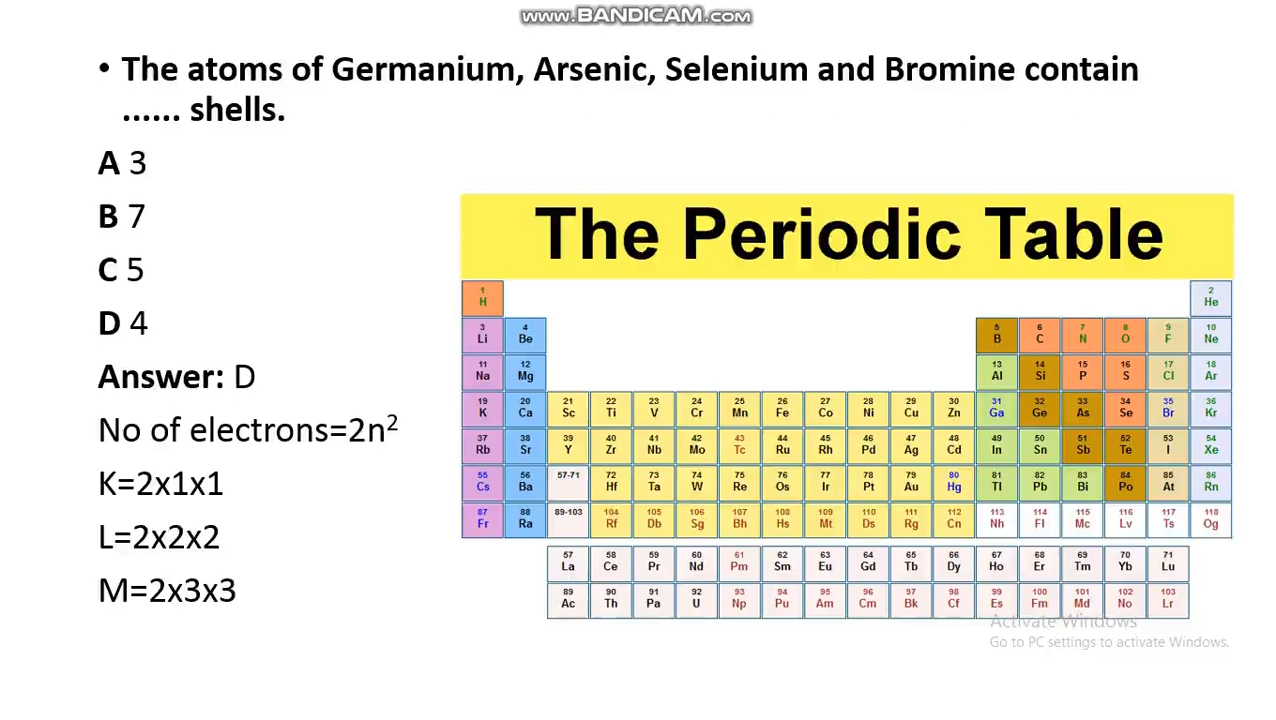 www.BANDICAM.com
• The atoms of Germanium, Arsenic, Selenium and Bromine contain
...... shells.
A 3
B 7
C 5
D 4
Answer: D
No of electrons=2n²
K=2x1x1
L=2x2x2
M=2x3x3
The Periodic Table
1 2
H He
3 4 5 6 7 8 9 10
Li Be B C N O F Ne
11 12 13 14 15 16 17 18
Na Mg Al Si P S Cl Ar
19 20 21 22 23 24 25 26 27 28 29 30 31 32 33 34 35 36
K Ca Sc Ti V Cr Mn Fe Co Ni Cu Zn Ga Ge As Se Br Kr
37 38 39 40 41 42 43 44 45 46 47 48 49 50 51 52 53 54
Rb Sr Y Zr Nb Mo Tc Ru Rh Pd Ag Cd In Sn Sb Te I Xe
55 56 57-71 72 73 74 75 76 77 78 79 80 81 82 83 84 85 86
Cs Ba Hf Ta W Re Os Ir Pt Au Hg Tl Pb Bi Po At Rn
87 88 89-103 104 105 106 107 108 109 110 111 112 113 114 115 116 117 118
Fr Ra Rf Db Sg Bh Hs Mt Ds Rg Cn Nh Fl Mc Lv Ts Og
57 58 59 60 61 62 63 64 65 66 67 68 69 70 71
La Ce Pr Nd Pm Sm Eu Gd Tb Dy Ho Er Tm Yb Lu
89 90 91 92 93 94 95 96 97 98 99 100 101 102 103
Ac Th Pa U Np Pu Am Cm Bk Cf Es Fm Md No Lr
Activate Windows
Go to PC settings to activate Windows.